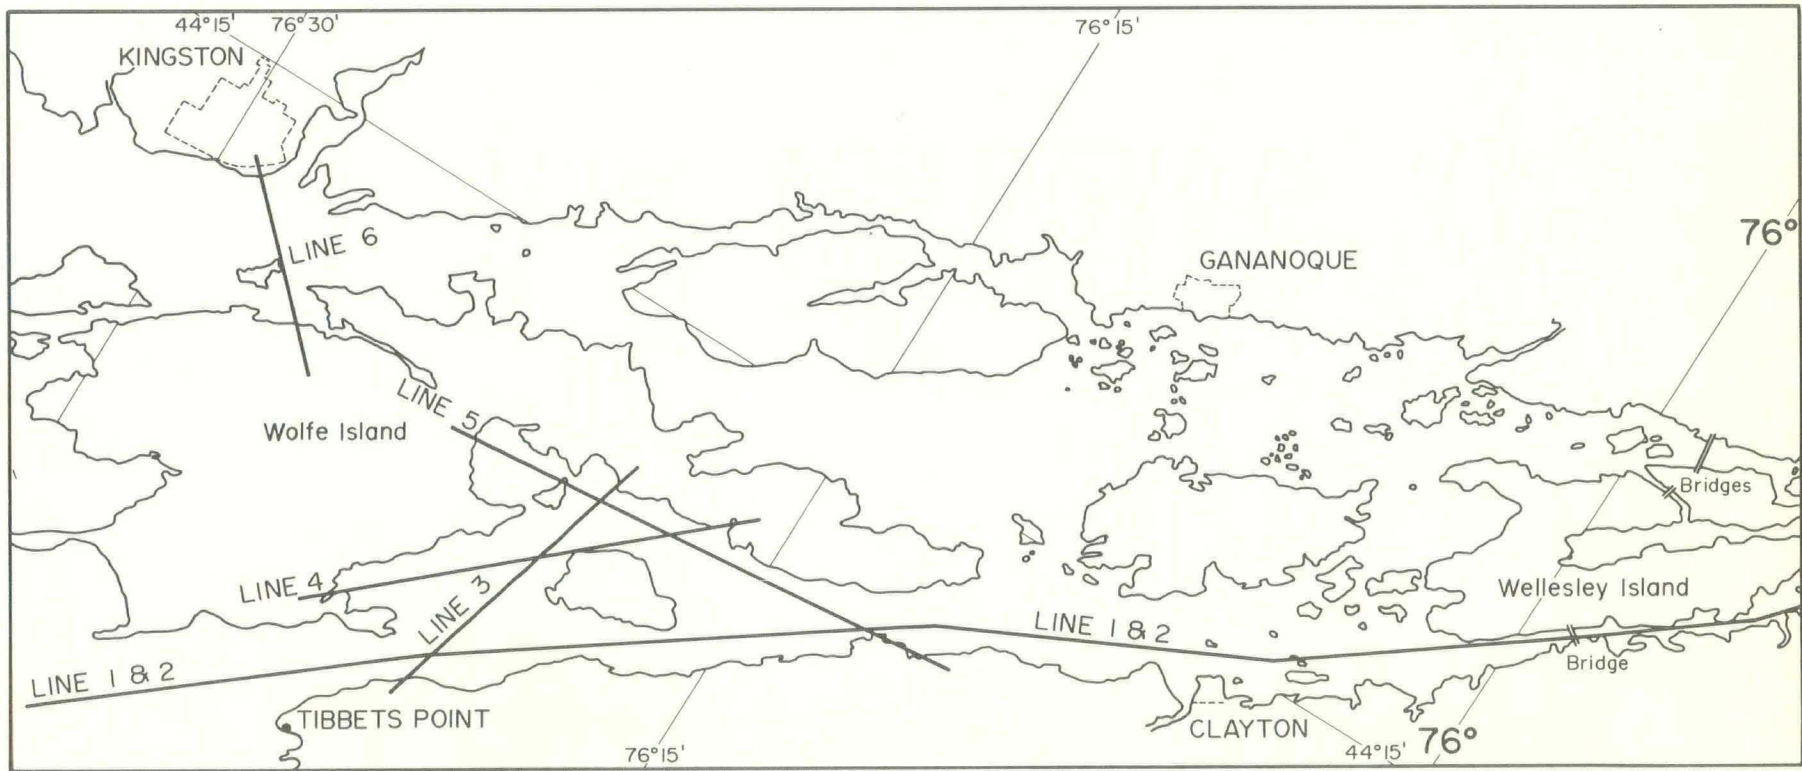 44°15' 76°30' 76°15'
KINGSTON
76°
LINE 6
GANANOQUE
LINE 5
Wolfe Island
Bridges
LINE 4
LINE 3
Wellesley Island
LINE 1 & 2
LINE 1 & 2
Bridge
TIBBETS POINT
CLAYTON
76°15' 44°15' 76°